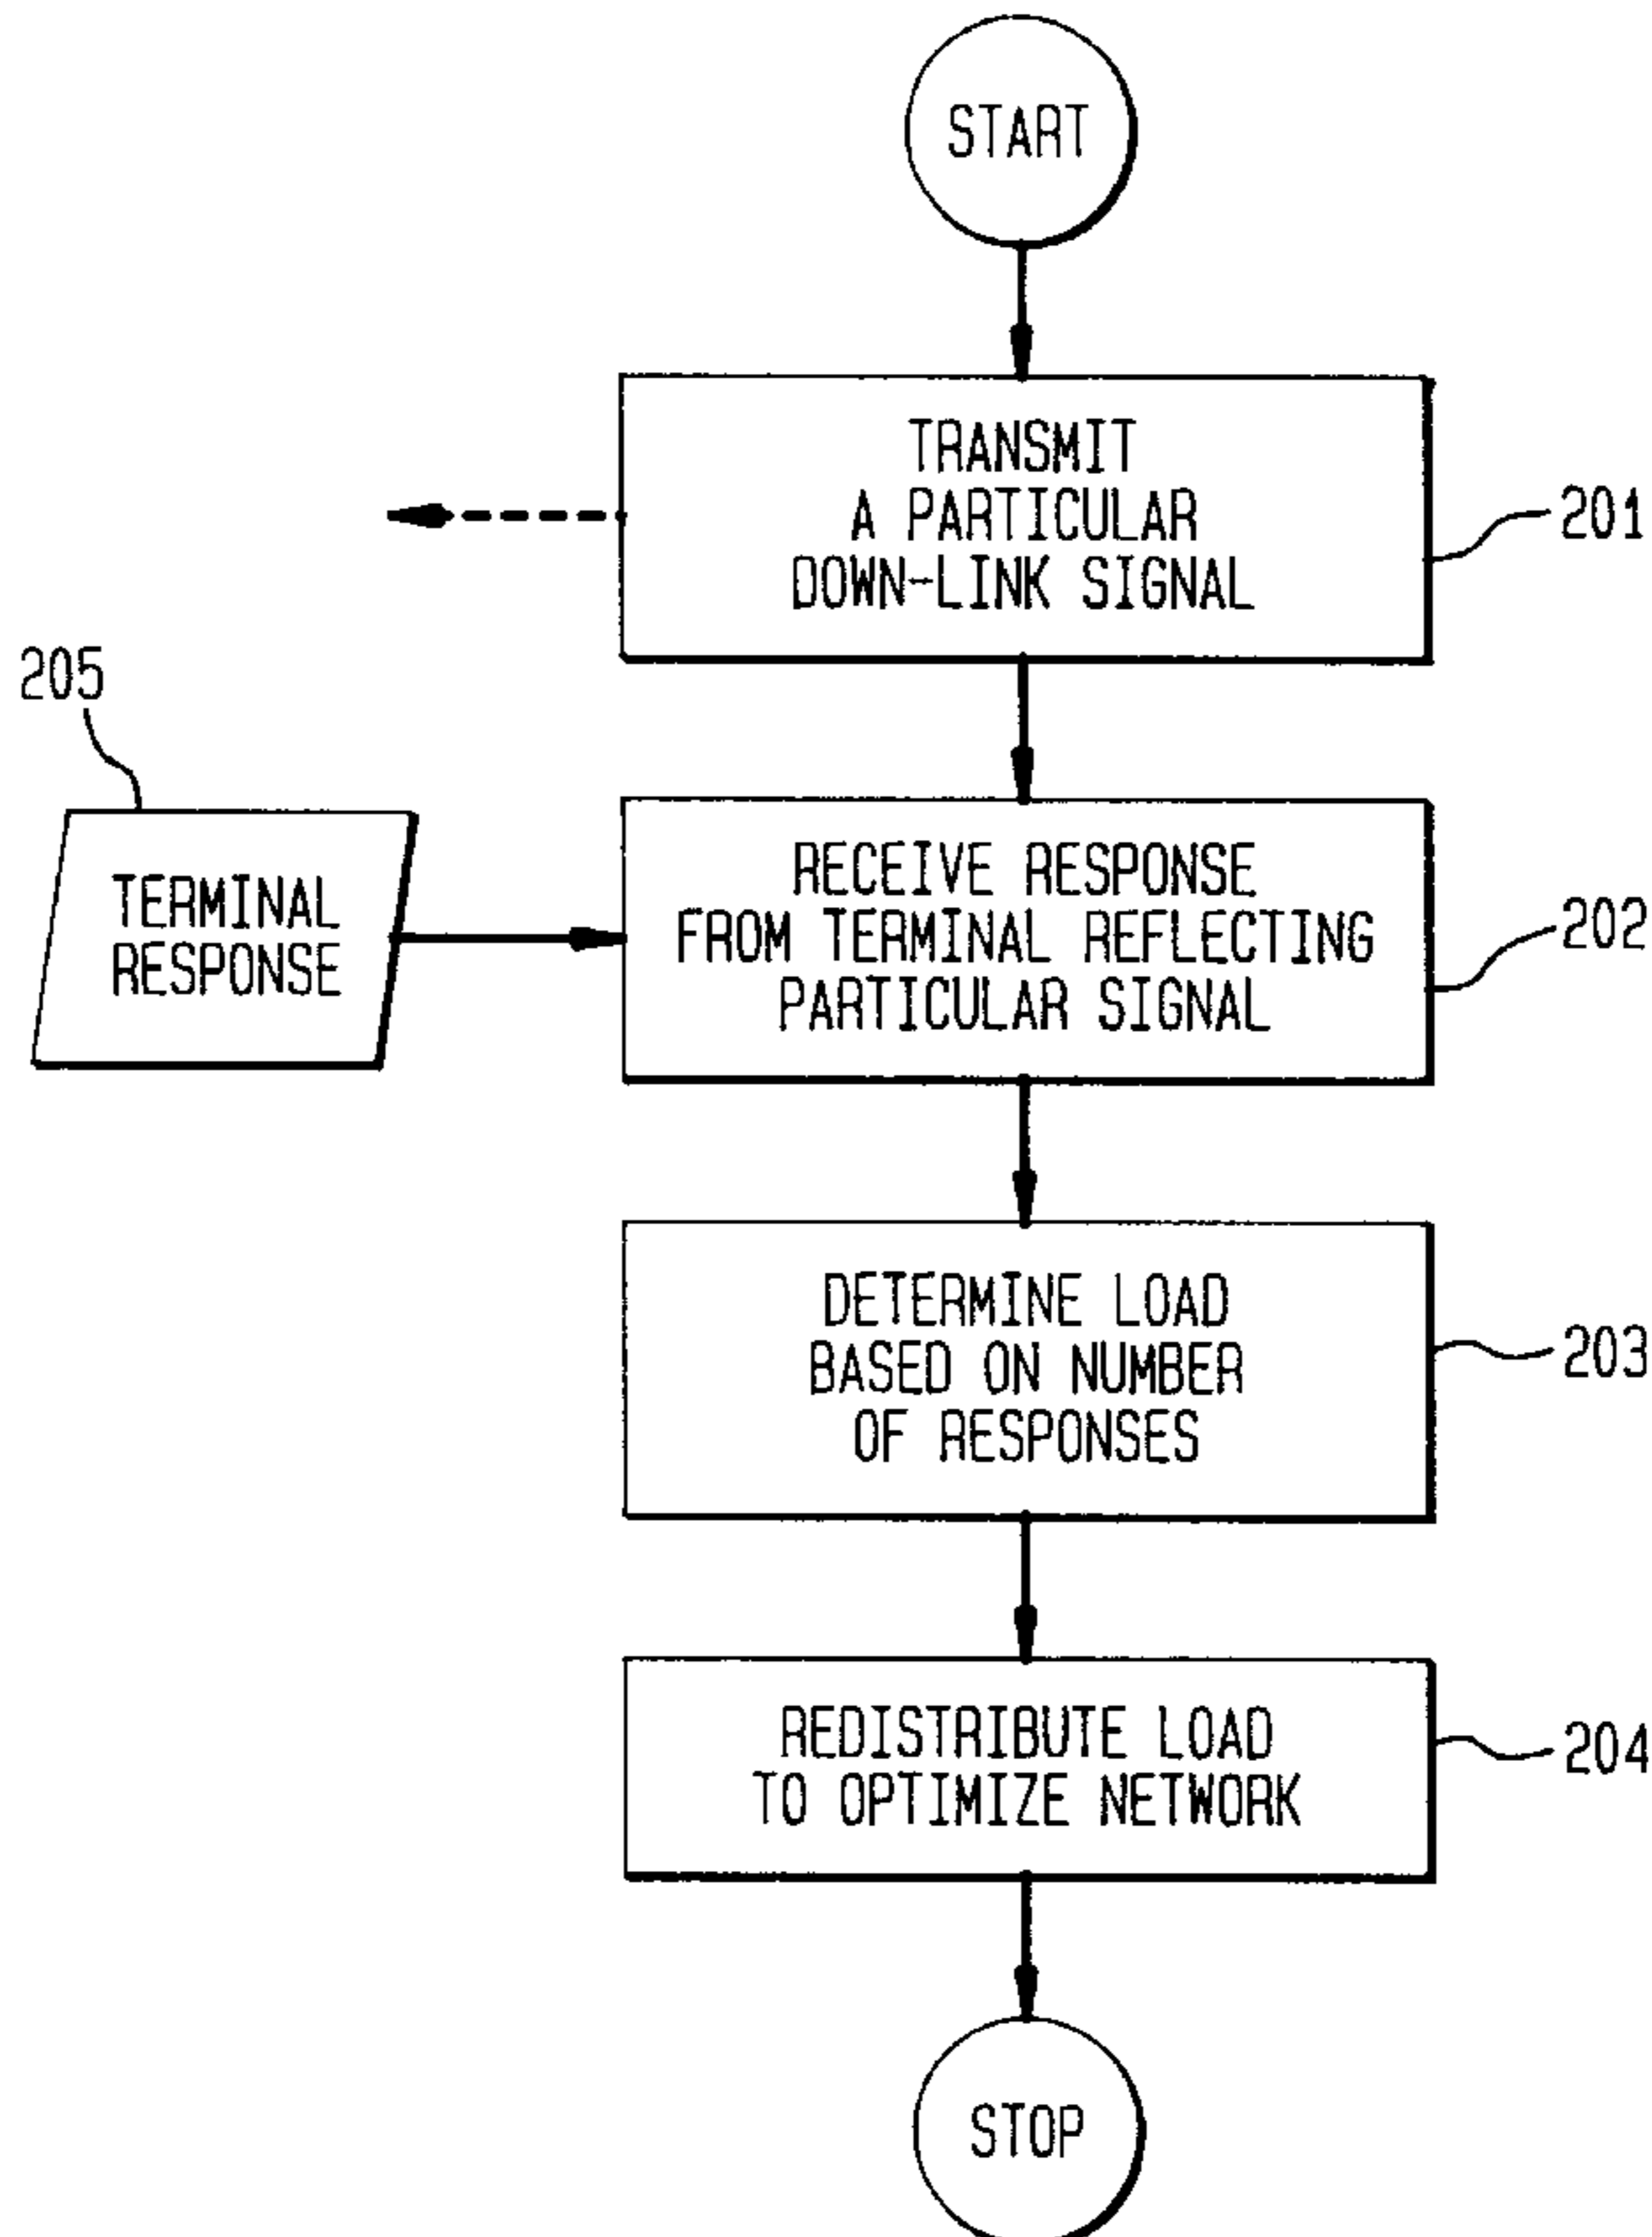 START
TRANSMIT
A PARTICULAR
DOWN-LINK SIGNAL
201
205
TERMINAL
RESPONSE
RECEIVE RESPONSE
FROM TERMINAL REFLECTING
PARTICULAR SIGNAL
202
DETERMINE LOAD
BASED ON NUMBER
OF RESPONSES
203
REDISTRIBUTE LOAD
TO OPTIMIZE NETWORK
204
STOP